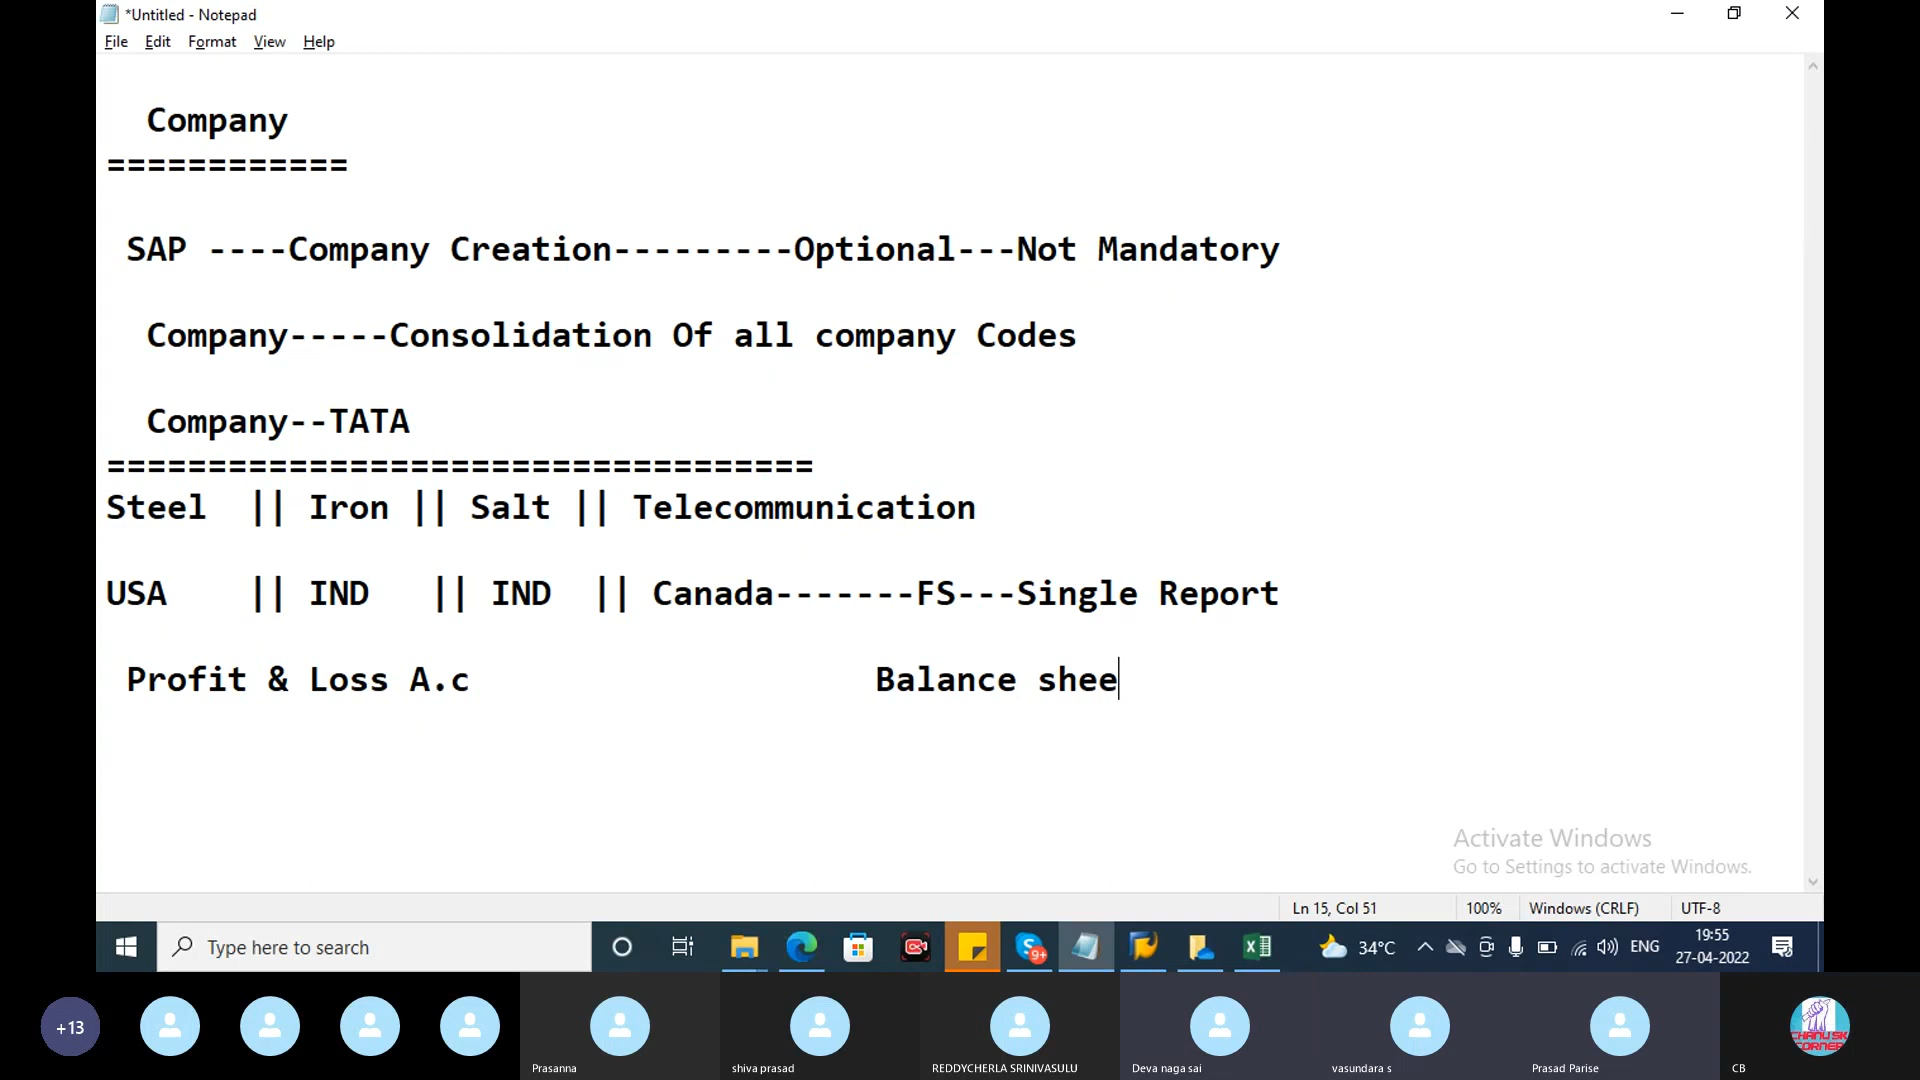 *Untitled - Notepad
File Edit Format View Help
Company
============
SAP ----Company Creation---------Optional---Not Mandatory
Company-----Consolidation Of all company Codes
Company--TATA
===================================
Steel || Iron || Salt || Telecommunication
USA || IND || IND || Canada-------FS---Single Report
Profit & Loss A.c Balance shee
Activate Windows
Go to Settings to activate Windows.
Ln 15, Col 51 100% Windows (CRLF) UTF-8
Type here to search 9+ 34°C ENG 19:55
27-04-2022
+13
Prasanna shiva prasad REDDYCHERLA SRINIVASULU Deva naga sai vasundara s Prasad Parise CB
CHANU SK
CORNER